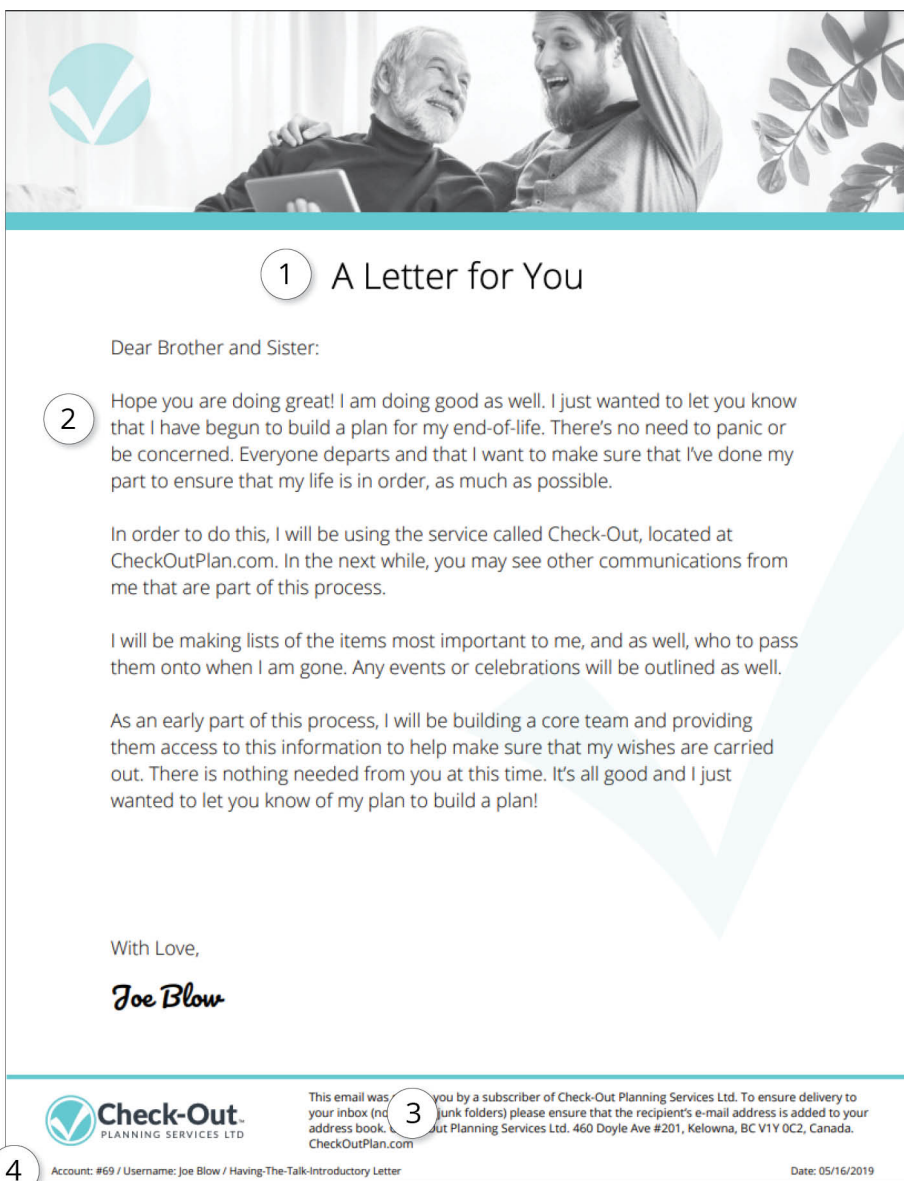 1 A Letter for You
Dear Brother and Sister:
2
Hope you are doing great! I am doing good as well. I just wanted to let you know
that I have begun to build a plan for my end-of-life. There's no need to panic or
be concerned. Everyone departs and that I want to make sure that I've done my
part to ensure that my life is in order, as much as possible.
In order to do this, I will be using the service called Check-Out, located at
CheckOutPlan.com. In the next while, you may see other communications from
me that are part of this process.
I will be making lists of the items most important to me, and as well, who to pass
them onto when I am gone. Any events or celebrations will be outlined as well.
As an early part of this process, I will be building a core team and providing
them access to this information to help make sure that my wishes are carried
out. There is nothing needed from you at this time. It's all good and I just
wanted to let you know of my plan to build a plan!
With Love,
Joe Blow
Check-Out™
PLANNING SERVICES LTD
This email was you by a subscriber of Check-Out Planning Services Ltd. To ensure delivery to
your inbox junk folders) please ensure that the recipient's e-mail address is added to your
address book. Planning Services Ltd. 460 Doyle Ave #201, Kelowna, BC V1Y 0C2, Canada.
CheckOutPlan.com
3
4
Account: #69 / Username: Joe Blow / Having-The-Talk-Introductory Letter
Date: 05/16/2019